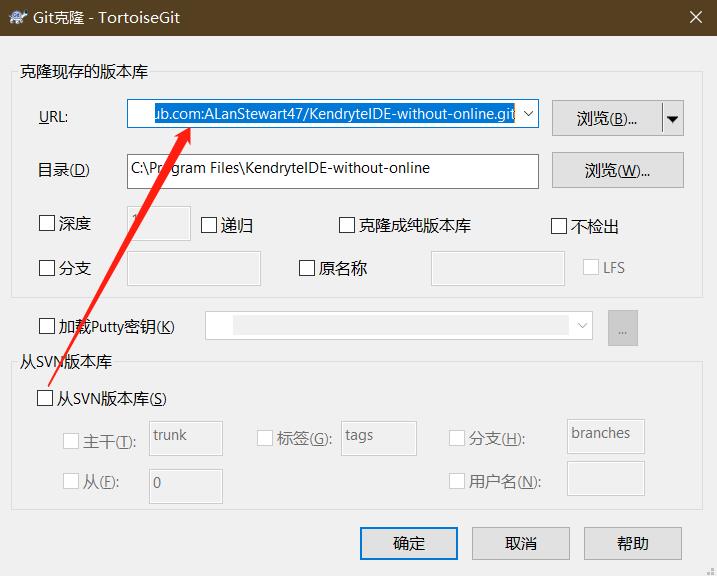 Git克隆 - TortoiseGit
克隆现存的版本库
URL: ub.com:ALanStewart47/KendryteIDE-without-online.git 浏览(B)...
目录(D) C:\Program Files\KendryteIDE-without-online 浏览(W)...
深度 1 递归 克隆成纯版本库 不检出
分支 原名称 LFS
加载Putty密钥(K) ...
从SVN版本库
从SVN版本库(S)
主干(T): trunk 标签(G): tags 分支(H): branches
从(F): 0 用户名(N):
确定 取消 帮助